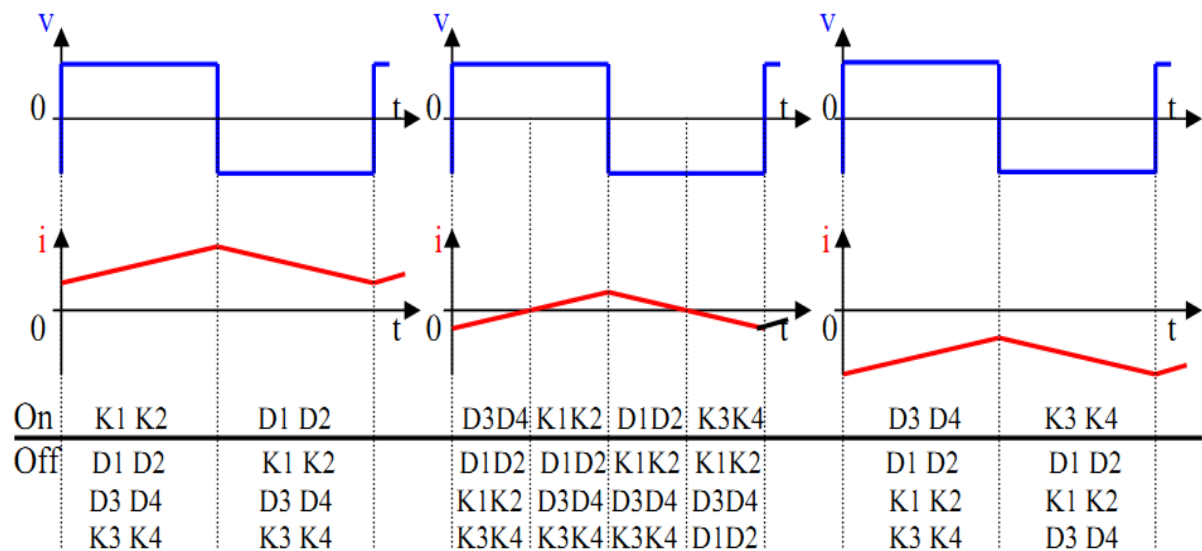 v v v
0 t 0 t 0 t
i i i
0 t 0 t 0 t
On K1 K2 D1 D2 D3D4 K1K2 D1D2 K3K4 D3 D4 K3 K4
Off D1 D2 K1 K2 D1D2 D1D2 K1K2 K1K2 D1 D2 D1 D2
D3 D4 D3 D4 K1K2 D3D4 D3D4 D3D4 K1 K2 K1 K2
K3 K4 K3 K4 K3K4 K3K4 K3K4 D1D2 K3 K4 D3 D4